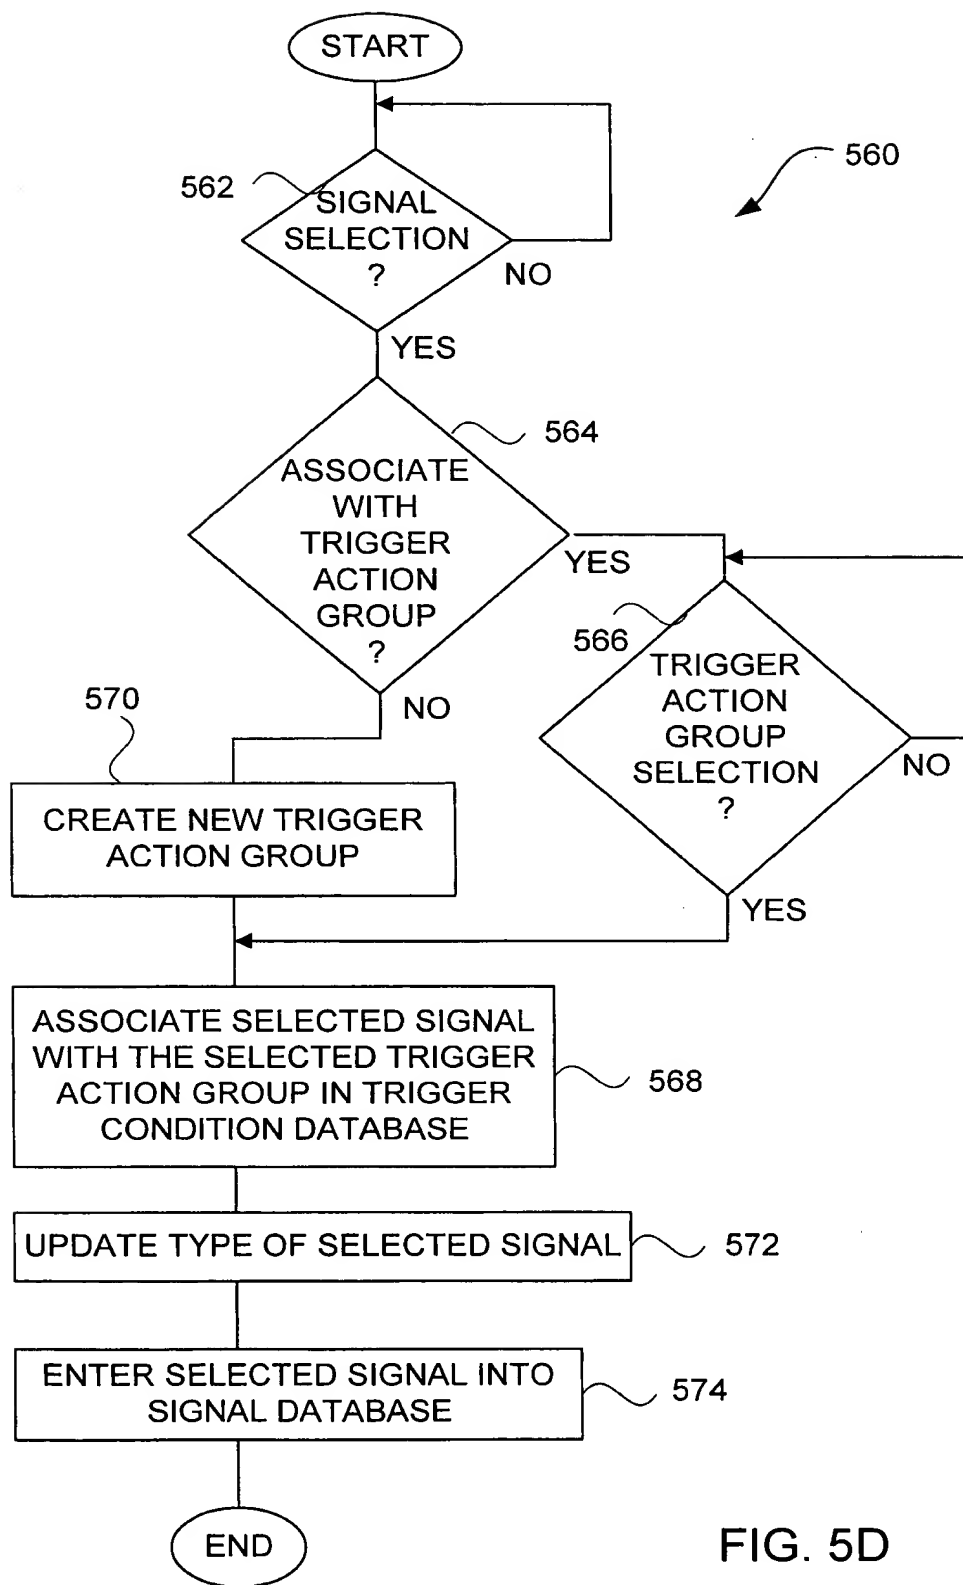 START
560
562
SIGNAL
SELECTION
?
NO
YES
564
ASSOCIATE
WITH
TRIGGER
ACTION
GROUP
?
YES
566
TRIGGER
ACTION
GROUP
SELECTION
?
NO
NO
570
CREATE NEW TRIGGER
ACTION GROUP
YES
ASSOCIATE SELECTED SIGNAL
WITH THE SELECTED TRIGGER
ACTION GROUP IN TRIGGER
CONDITION DATABASE
568
UPDATE TYPE OF SELECTED SIGNAL
572
ENTER SELECTED SIGNAL INTO
SIGNAL DATABASE
574
END
FIG. 5D